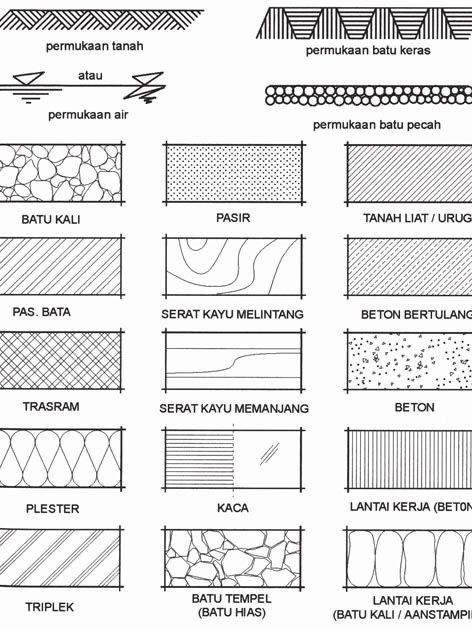 permukaan tanah
permukaan batu keras
atau
permukaan air
permukaan batu pecah
BATU KALI
PASIR
TANAH LIAT / URUG
PAS. BATA
SERAT KAYU MELINTANG
BETON BERTULANG
TRASRAM
SERAT KAYU MEMANJANG
BETON
PLESTER
KACA
LANTAI KERJA (BETON
TRIPLEK
BATU TEMPEL
(BATU HIAS)
LANTAI KERJA
(BATU KALI / AANSTAMPI